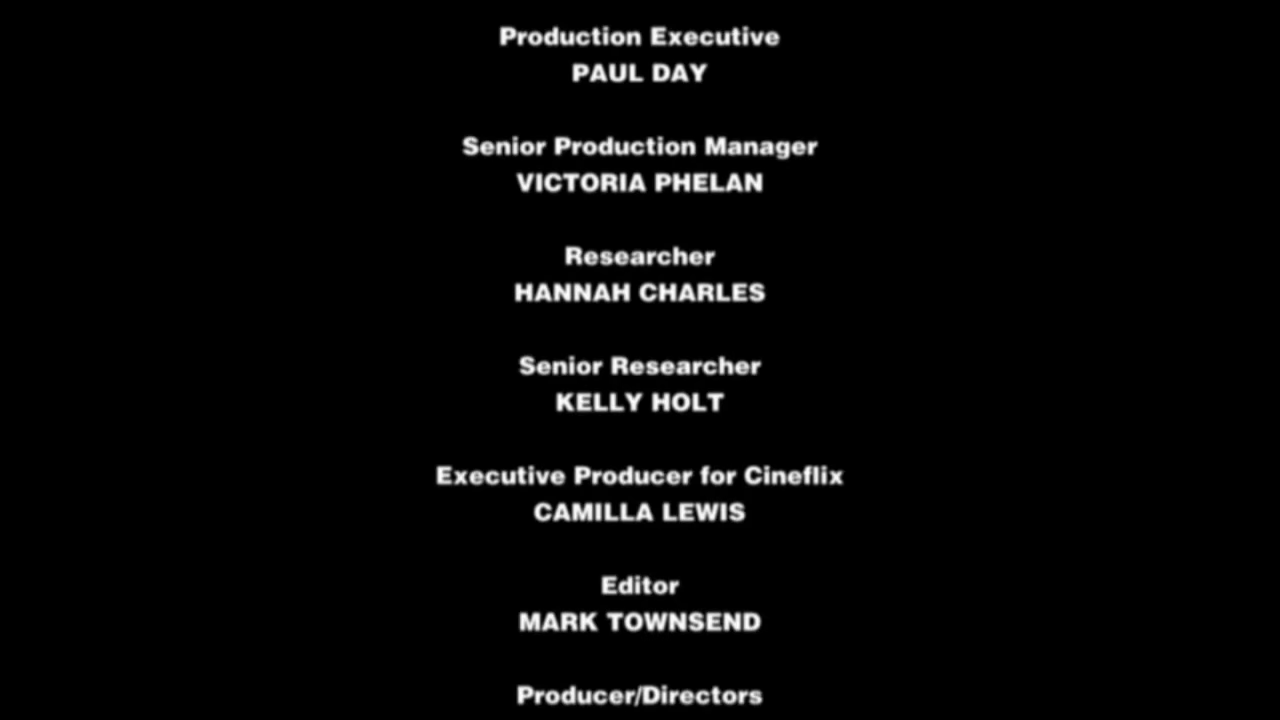 Production Executive
PAUL DAY
Senior Production Manager
VICTORIA PHELAN
Researcher
HANNAH CHARLES
Senior Researcher
KELLY HOLT
Executive Producer for Cineflix
CAMILLA LEWIS
Editor
MARK TOWNSEND
Producer/Directors